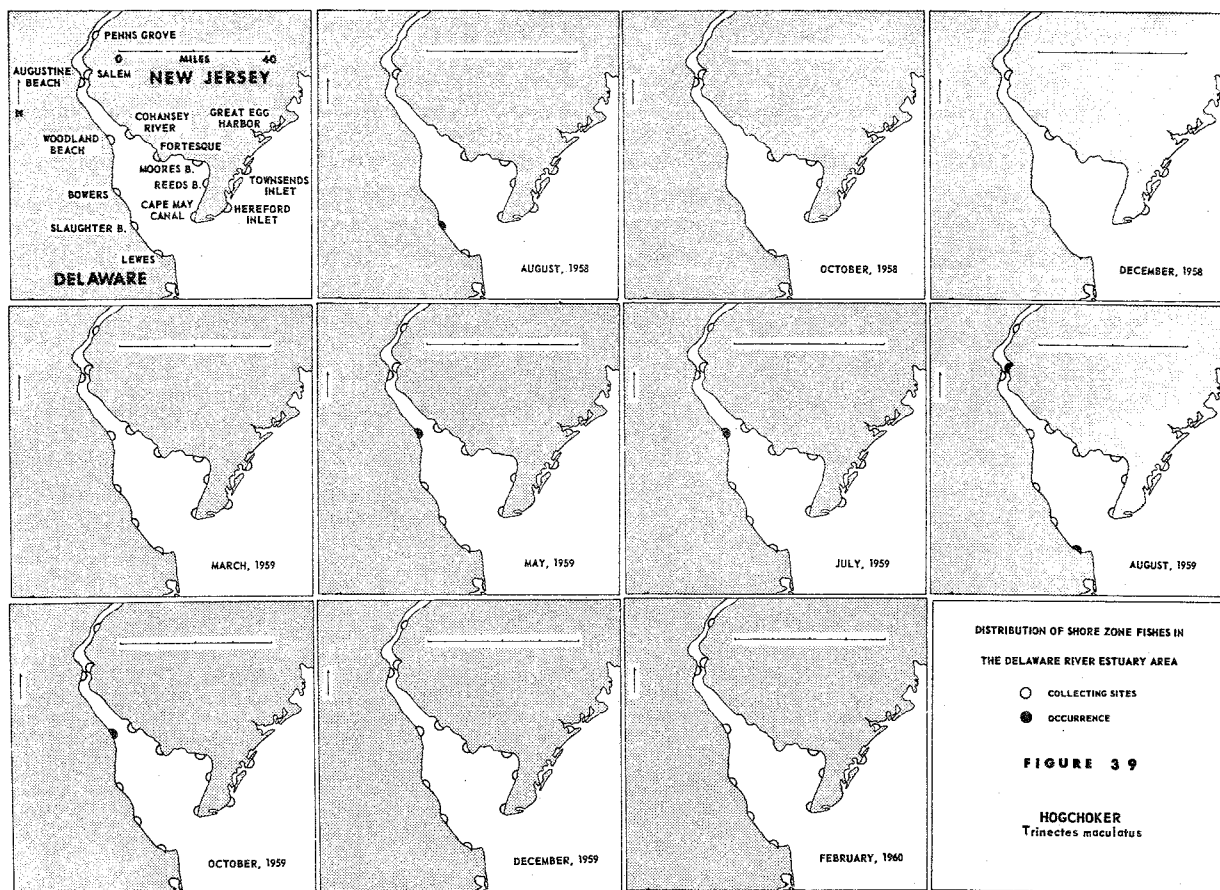 PENNS GROVE
0 MILES 40
AUGUSTINE BEACH
SALEM
NEW JERSEY
N
COHANSEY RIVER
GREAT EGG HARBOR
WOODLAND BEACH
FORTESQUE
MOORES B.
REEDS B.
TOWNSENDS INLET
BOWERS
CAPE MAY CANAL
HEREFORD INLET
SLAUGHTER B.
LEWES
DELAWARE
AUGUST, 1958
OCTOBER, 1958
DECEMBER, 1958
MARCH, 1959
MAY, 1959
JULY, 1959
AUGUST, 1959
OCTOBER, 1959
DECEMBER, 1959
FEBRUARY, 1960
DISTRIBUTION OF SHORE ZONE FISHES IN
THE DELAWARE RIVER ESTUARY AREA
COLLECTING SITES
OCCURRENCE
FIGURE 39
HOGCHOKER
Trinectes maculatus